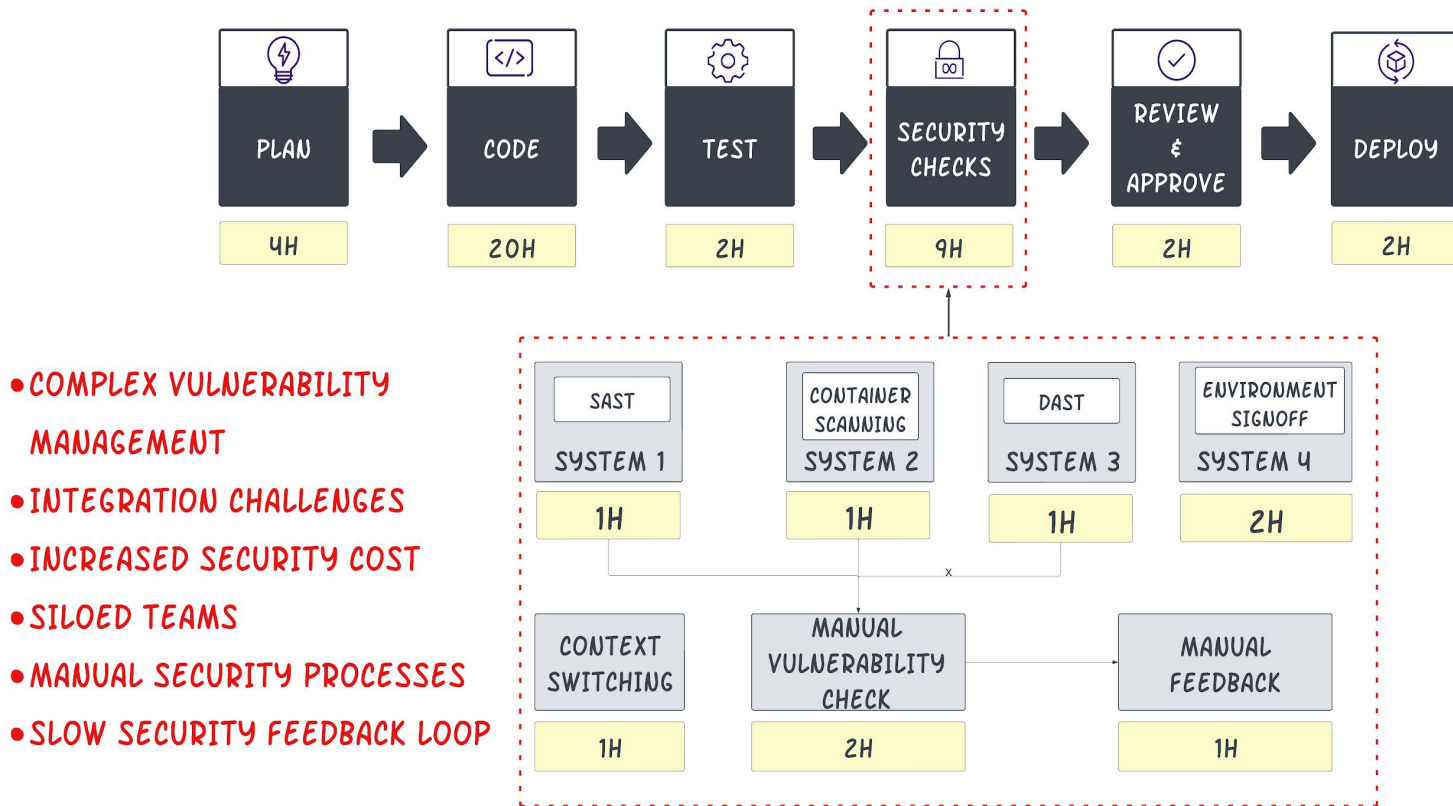 </>
∞
PLAN
CODE
TEST
SECURITY
CHECKS
REVIEW
&
APPROVE
DEPLOY
4H
20H
2H
9H
2H
2H
SAST
SYSTEM 1
1H
CONTAINER
SCANNING
SYSTEM 2
1H
DAST
SYSTEM 3
1H
ENVIRONMENT
SIGNOFF
SYSTEM 4
2H
x
CONTEXT
SWITCHING
1H
MANUAL
VULNERABILITY
CHECK
2H
MANUAL
FEEDBACK
1H
• COMPLEX VULNERABILITY
MANAGEMENT
• INTEGRATION CHALLENGES
• INCREASED SECURITY COST
• SILOED TEAMS
• MANUAL SECURITY PROCESSES
• SLOW SECURITY FEEDBACK LOOP